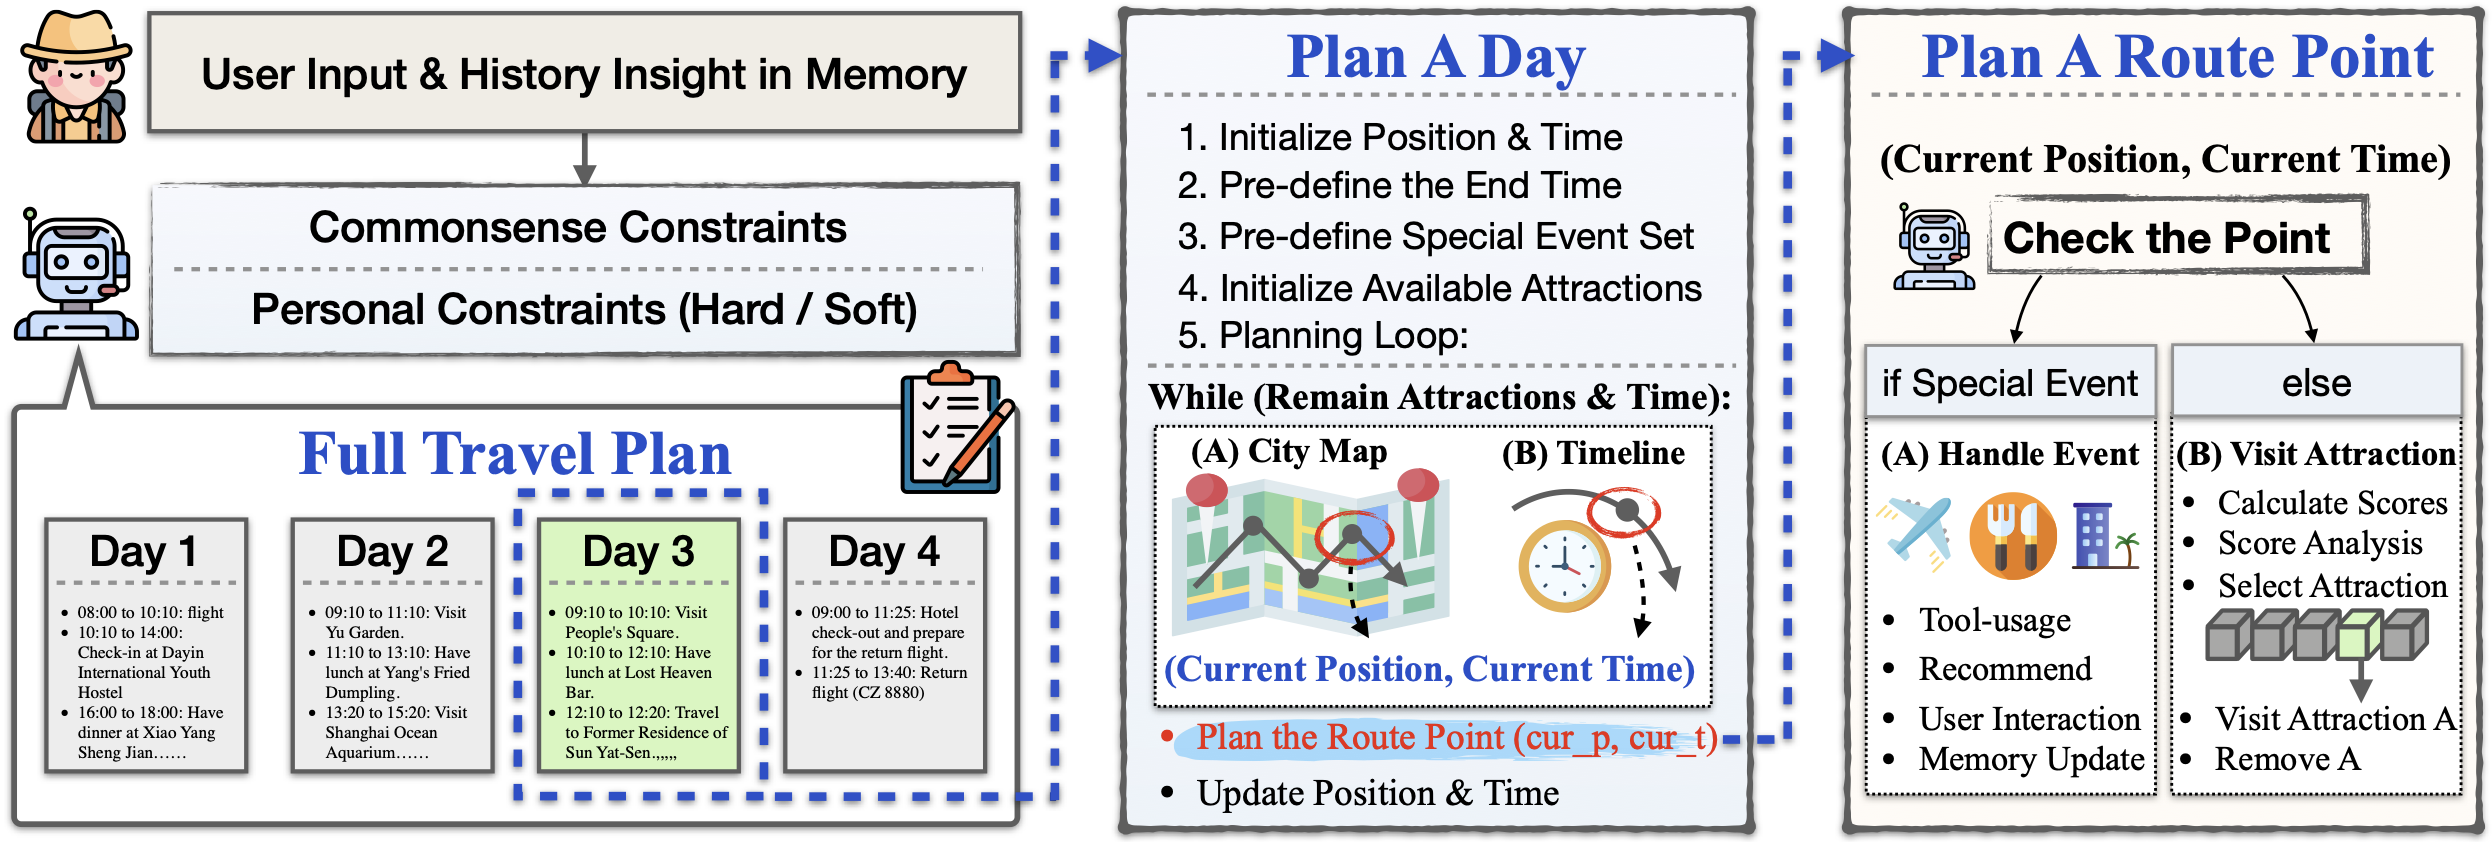 User Input & History Insight in Memory
Commonsense Constraints
Personal Constraints (Hard / Soft)
Full Travel Plan
Day 1
• 08:00 to 10:10: flight
• 10:10 to 14:00:
Check-in at Dayin
International Youth
Hostel
• 16:00 to 18:00: Have
dinner at Xiao Yang
Sheng Jian……
Day 2
• 09:10 to 11:10: Visit
Yu Garden.
• 11:10 to 13:10: Have
lunch at Yang's Fried
Dumpling.
• 13:20 to 15:20: Visit
Shanghai Ocean
Aquarium……
Day 3
• 09:10 to 10:10: Visit
People's Square.
• 10:10 to 12:10: Have
lunch at Lost Heaven
Bar.
• 12:10 to 12:20: Travel
to Former Residence of
Sun Yat-Sen.,,,,,
Day 4
• 09:00 to 11:25: Hotel
check-out and prepare
for the return flight.
• 11:25 to 13:40: Return
flight (CZ 8880)
Plan A Day
1. Initialize Position & Time
2. Pre-define the End Time
3. Pre-define Special Event Set
4. Initialize Available Attractions
5. Planning Loop:
While (Remain Attractions & Time):
(A) City Map
(B) Timeline
(Current Position, Current Time)
• Plan the Route Point (cur_p, cur_t)
• Update Position & Time
Plan A Route Point
(Current Position, Current Time)
Check the Point
if Special Event
(A) Handle Event
• Tool-usage
• Recommend
• User Interaction
• Memory Update
else
(B) Visit Attraction
• Calculate Scores
• Score Analysis
• Select Attraction
• Visit Attraction A
• Remove A